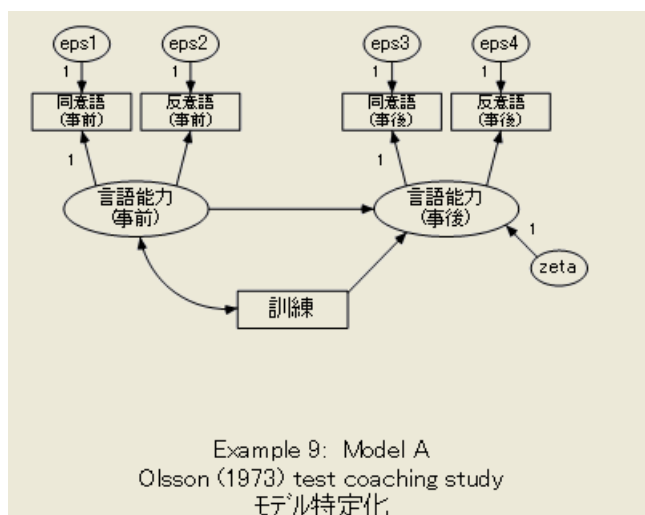 eps1
eps2
eps3
eps4
1
1
1
1
同意語
(事前)
反意語
(事前)
同意語
(事後)
反意語
(事後)
1
1
言語能力
(事前)
言語能力
(事後)
1
zeta
訓練
Example 9: Model A
Olsson (1973) test coaching study
モデル特定化